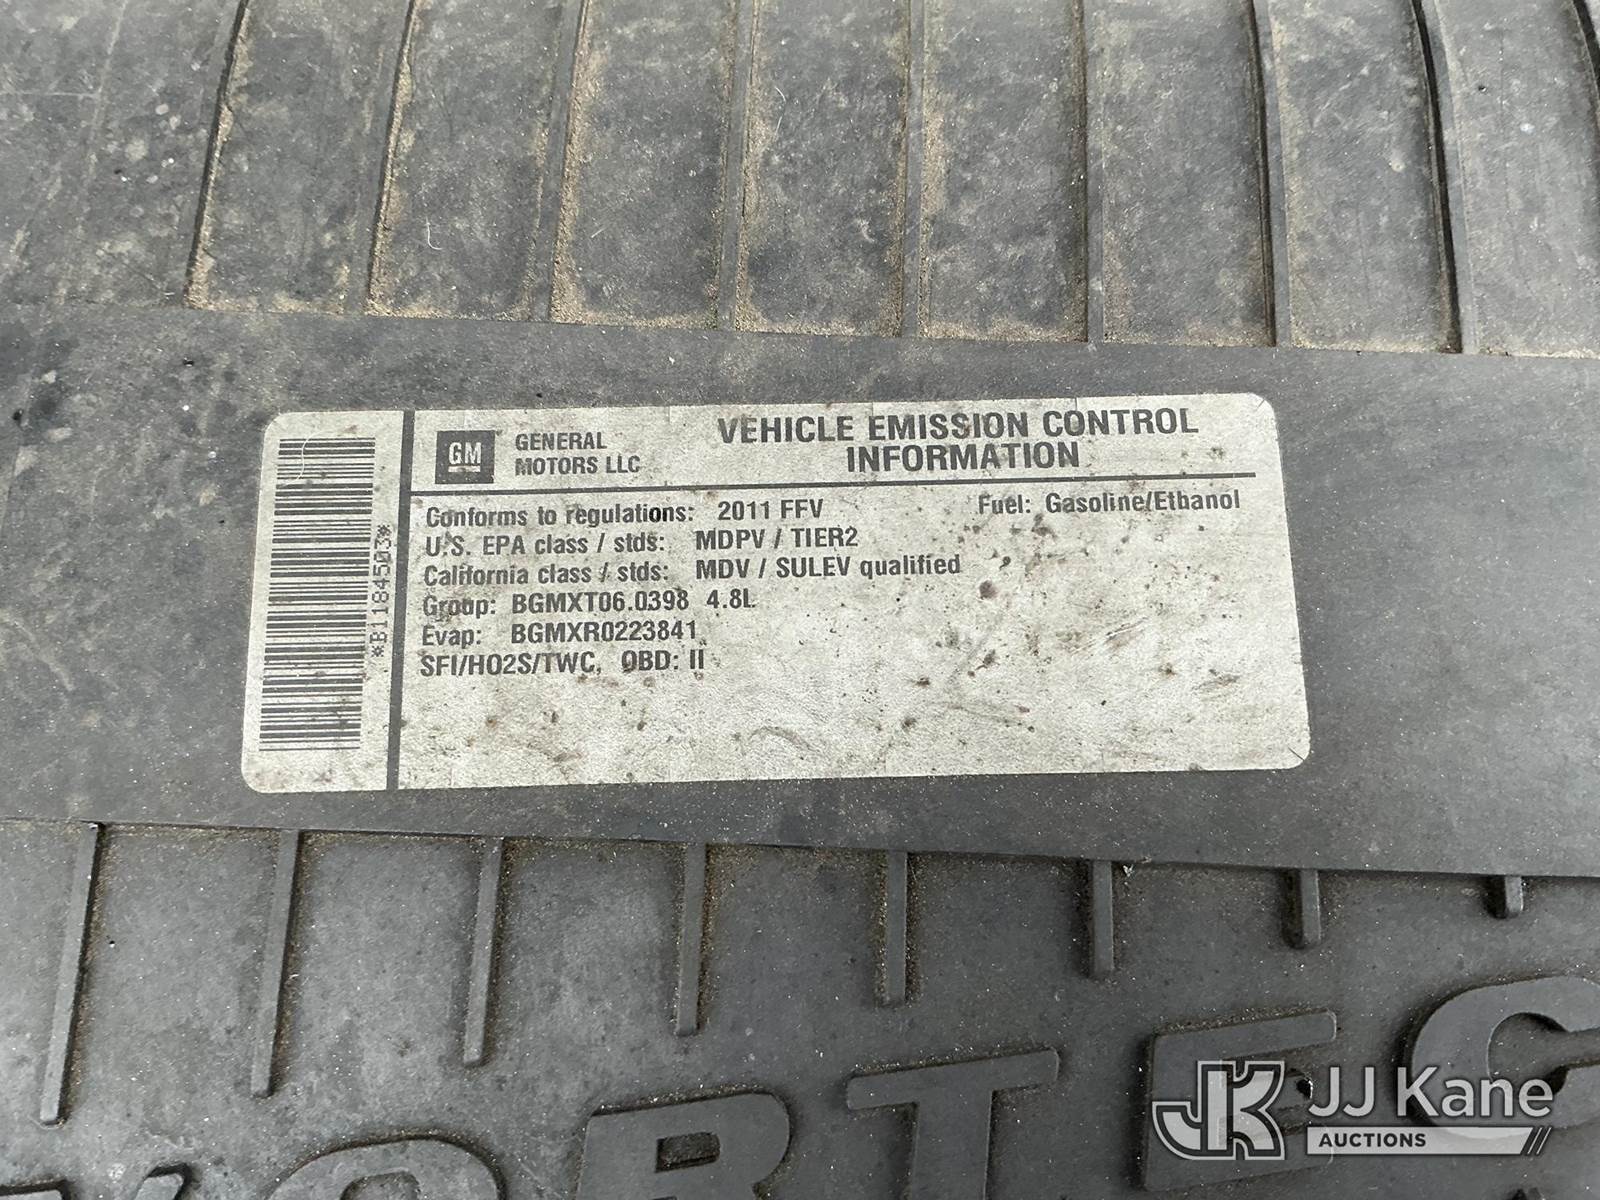 GM
GENERAL
MOTORS LLC
VEHICLE EMISSION CONTROL
INFORMATION
Conforms to regulations: 2011 FFV Fuel: Gasoline/Ethanol
U.S. EPA class / stds: MDPV / TIER2
California class / stds: MDV / SULEV qualified
Group: BGMXT06.0398 4.8L
Evap: BGMXR0223841
SFI/HO2S/TWC, OBD: II
*B1184503*
VORTEC
JK JJ Kane
AUCTIONS